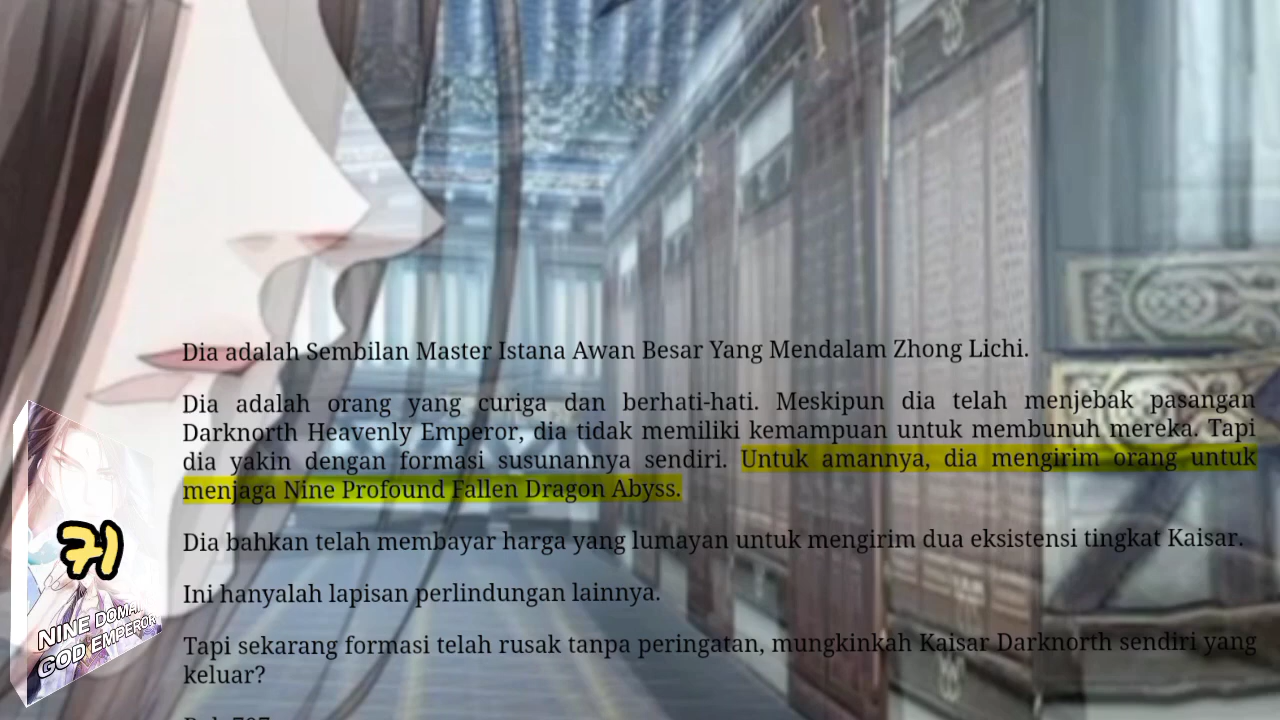 Dia adalah Sembilan Master Istana Awan Besar Yang Mendalam Zhong Lichi.
Dia adalah orang yang curiga dan berhati-hati. Meskipun dia telah menjebak pasangan
Darknorth Heavenly Emperor, dia tidak memiliki kemampuan untuk membunuh mereka. Tapi
dia yakin dengan formasi susunannya sendiri. Untuk amannya, dia mengirim orang untuk
menjaga Nine Profound Fallen Dragon Abyss.
Dia bahkan telah membayar harga yang lumayan untuk mengirim dua eksistensi tingkat Kaisar.
Ini hanyalah lapisan perlindungan lainnya.
Tapi sekarang formasi telah rusak tanpa peringatan, mungkinkah Kaisar Darknorth sendiri yang
keluar?
71
NINE DOMAI
GOD EMPEROR